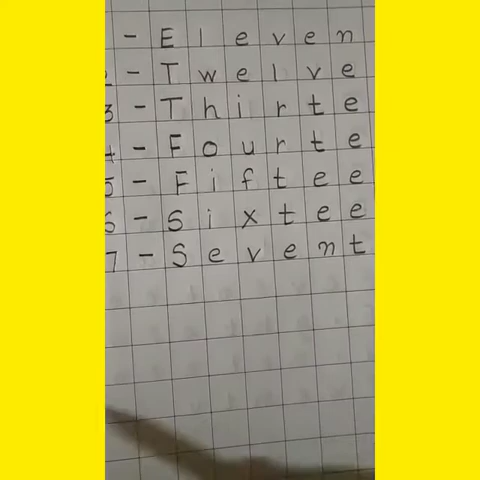 - Eleven
2 - Twelve
3 - Thirte
4 - Fourte
5 - Fiftee
6 - Sixtee
7 - Sevent